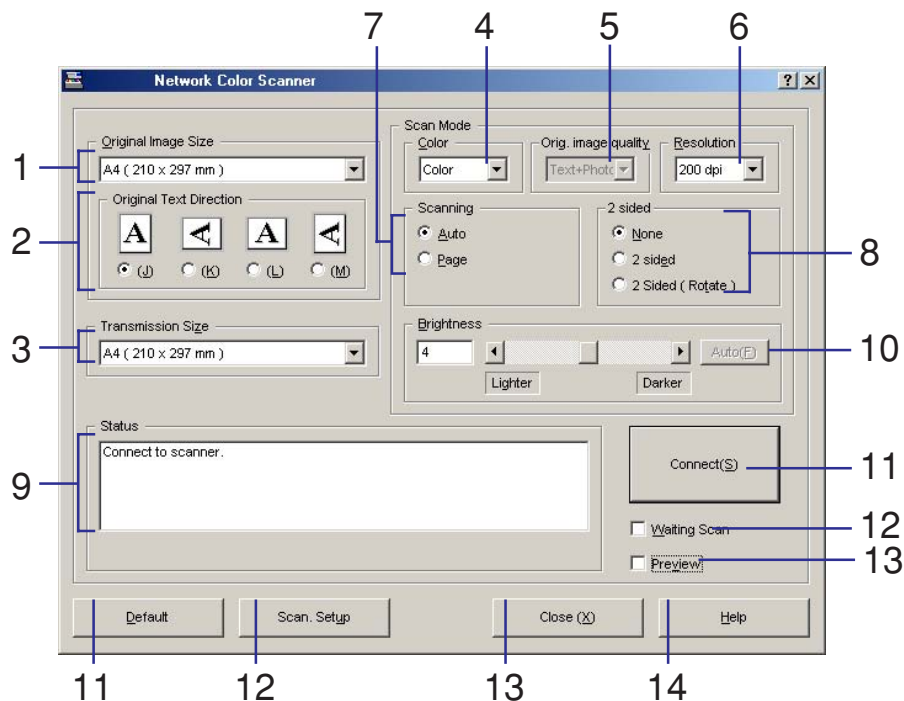 7 4 5 6
Network Color Scanner
Scan Mode
Original Image Size
Color
Orig. image quality
Resolution
1
A4 ( 210 x 297 mm )
Color
Text+Photo
200 dpi
Original Text Direction
Scanning
2 sided
2
A A A A
Auto
None
8
(J) (K) (L) (M)
Page
2 sided
2 Sided ( Rotate )
Transmission Size
Brightness
3
A4 ( 210 x 297 mm )
4
Auto(F)
10
Lighter
Darker
Status
Connect to scanner.
Connect(S)
11
9
Waiting Scan
12
Preview
13
Default
Scan. Setup
Close (X)
Help
11 12 13 14